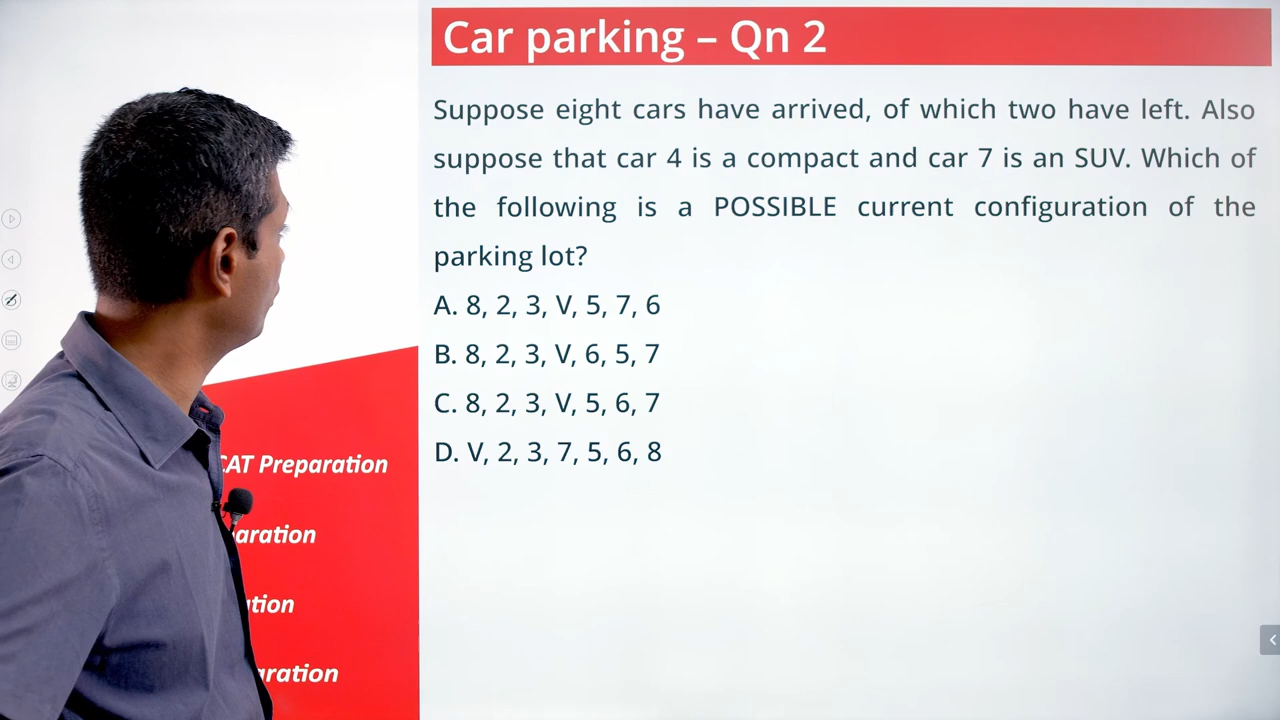 Car parking – Qn 2
Suppose eight cars have arrived, of which two have left. Also
suppose that car 4 is a compact and car 7 is an SUV. Which of
the following is a POSSIBLE current configuration of the
parking lot?
A. 8, 2, 3, V, 5, 7, 6
B. 8, 2, 3, V, 6, 5, 7
C. 8, 2, 3, V, 5, 6, 7
D. V, 2, 3, 7, 5, 6, 8
CAT Preparation
aration
ation
aration